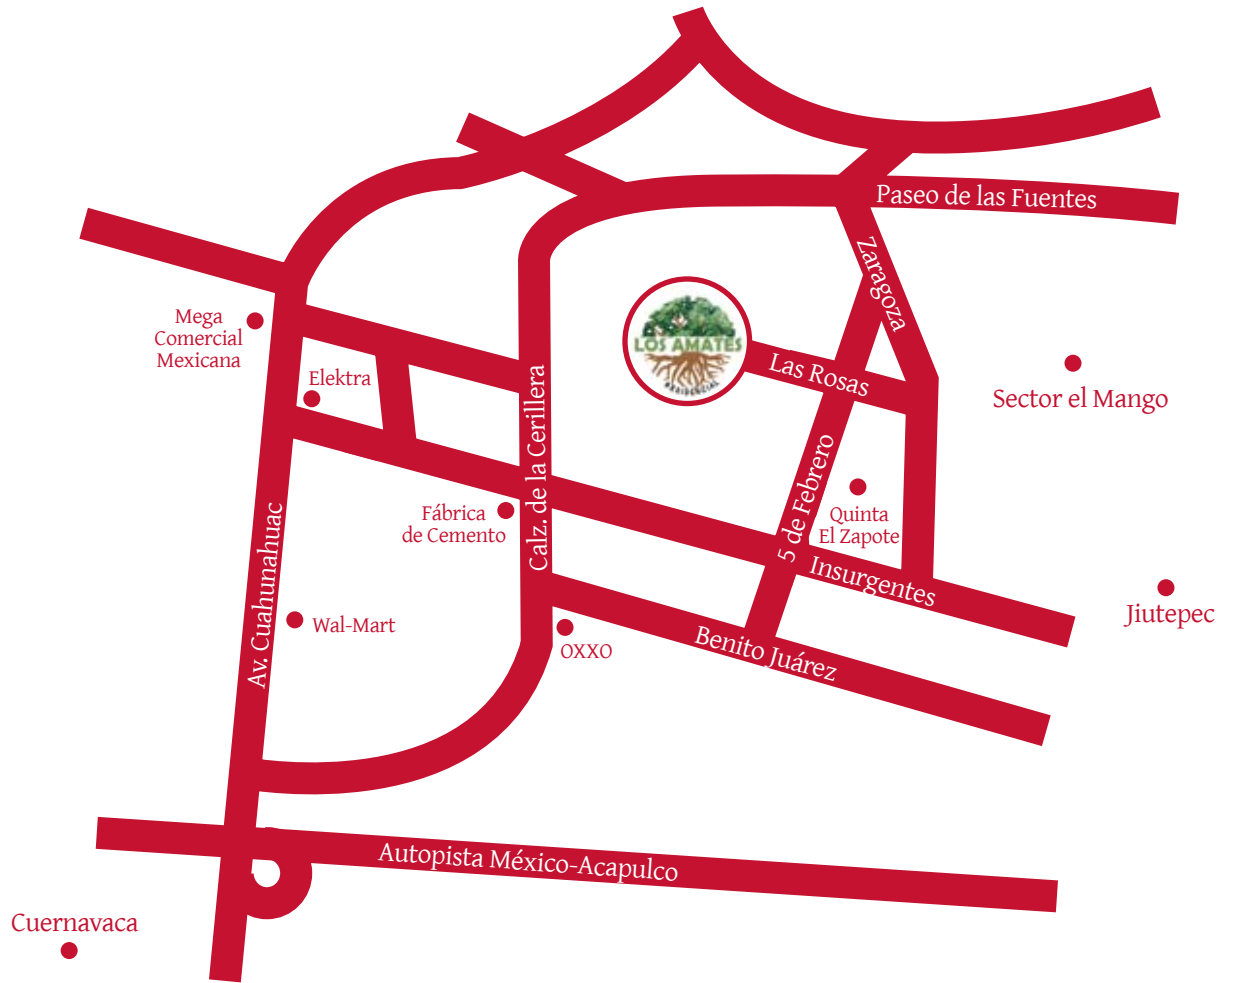 Paseo de las Fuentes
Zaragoza
Mega
Comercial
Mexicana
LOS AMATES
RESIDENCIAL
Las Rosas
Elektra
Sector el Mango
Calz. de la Cerillera
5 de Febrero
Quinta
El Zapote
Fábrica
de Cemento
Av. Cuahunahuac
Insurgentes
Jiutepec
Wal-Mart
OXXO
Benito Juárez
Autopista México-Acapulco
Cuernavaca